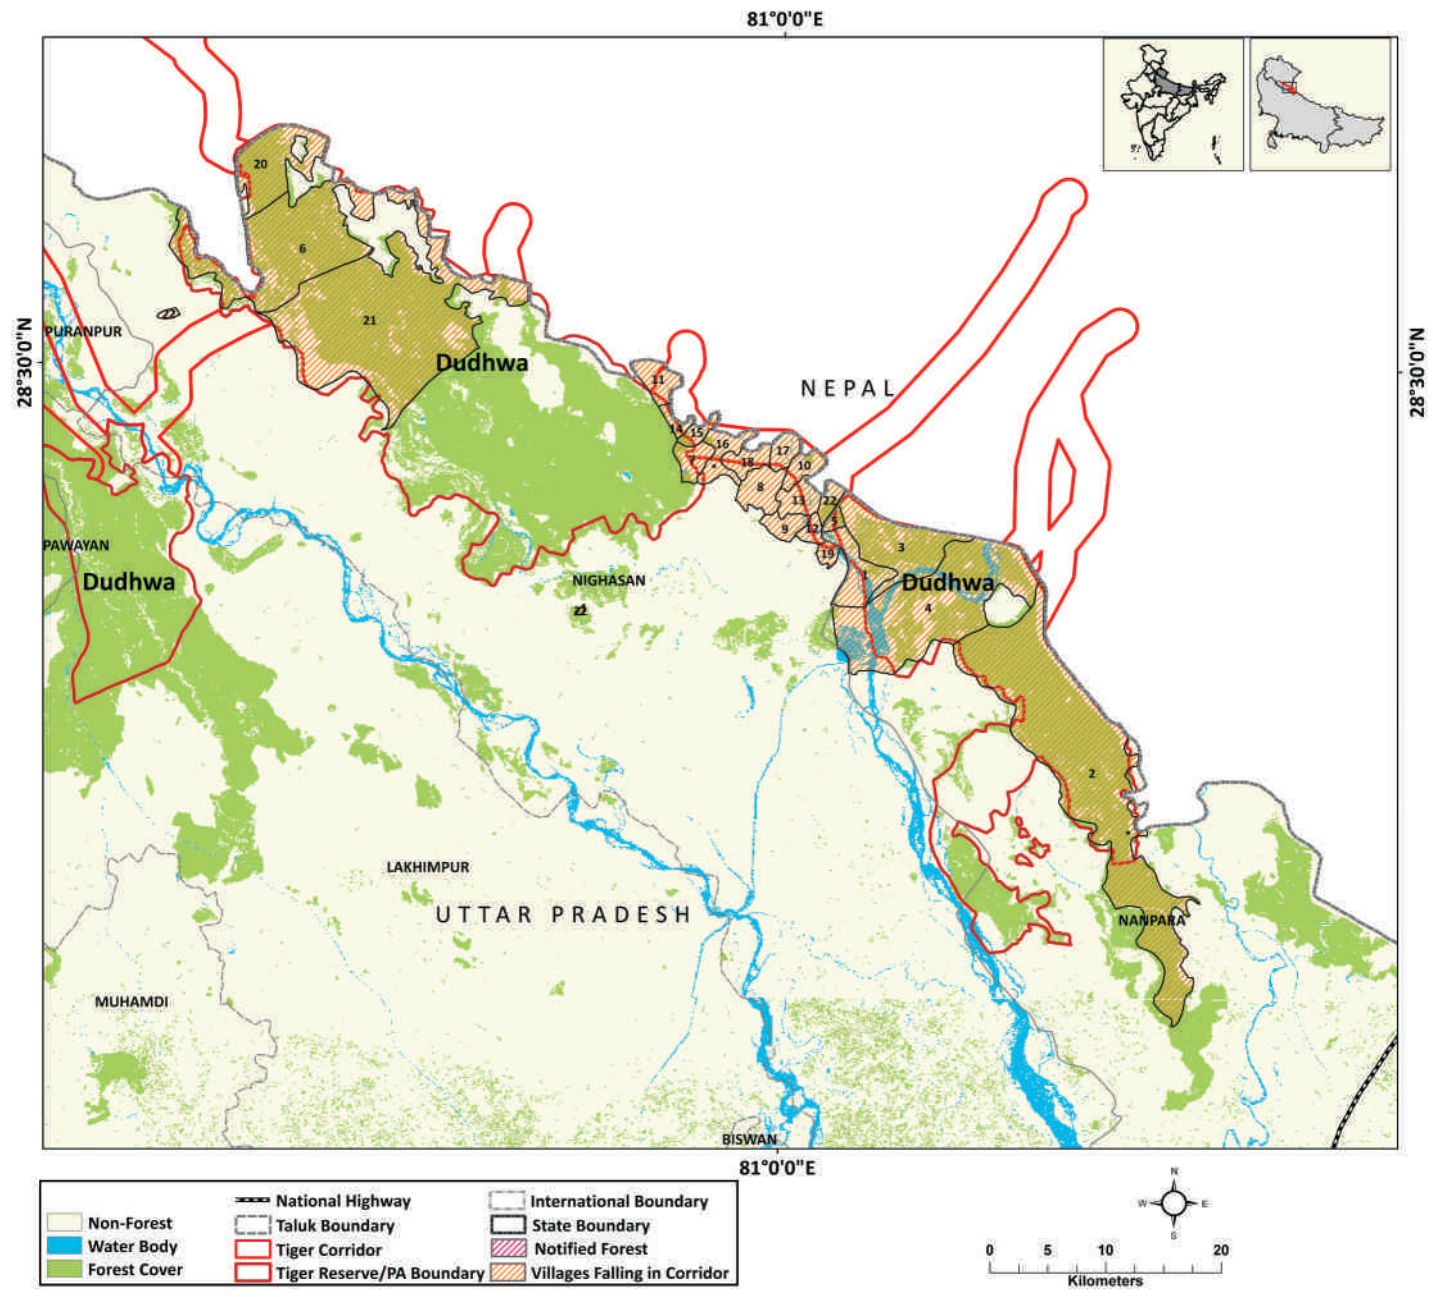 81°0'0"E
20
6
21
22
PURANPUR
Dudhwa
28°30'0"N
28°30'0"N
NEPAL
11
14
15
16
17
7
18
10
8
13
22
5
9
12
19
3
1
PAWAYAN
Dudhwa
NIGHASAN
22
Dudhwa
4
2
LAKHIMPUR
UTTAR PRADESH
NANPARA
MUHAMDI
BISWAN
81°0'0"E
Non-Forest
Water Body
Forest Cover
National Highway
Taluk Boundary
Tiger Corridor
Tiger Reserve/PA Boundary
International Boundary
State Boundary
Notified Forest
Villages Falling in Corridor
N
W
E
S
0 5 10 20
Kilometers